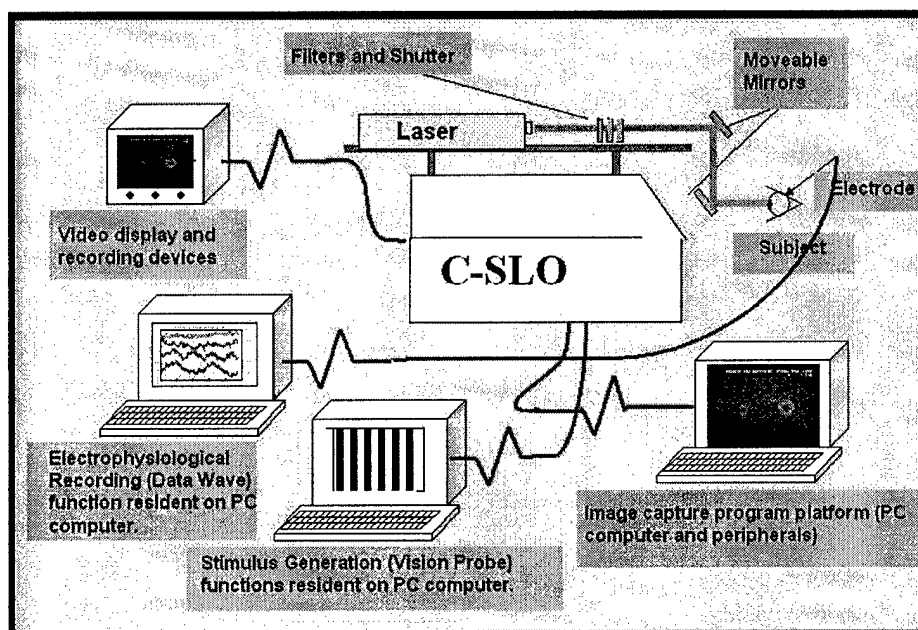 Filters and Shutter
Moveable
Mirrors
Laser
Electrode
Subject
Video display and
recording devices
C-SLO
Electrophysiological
Recording (Data Wave)
function resident on PC
computer.
Stimulus Generation (Vision Probe)
functions resident on PC computer.
Image capture program platform (PC
computer and peripherals)